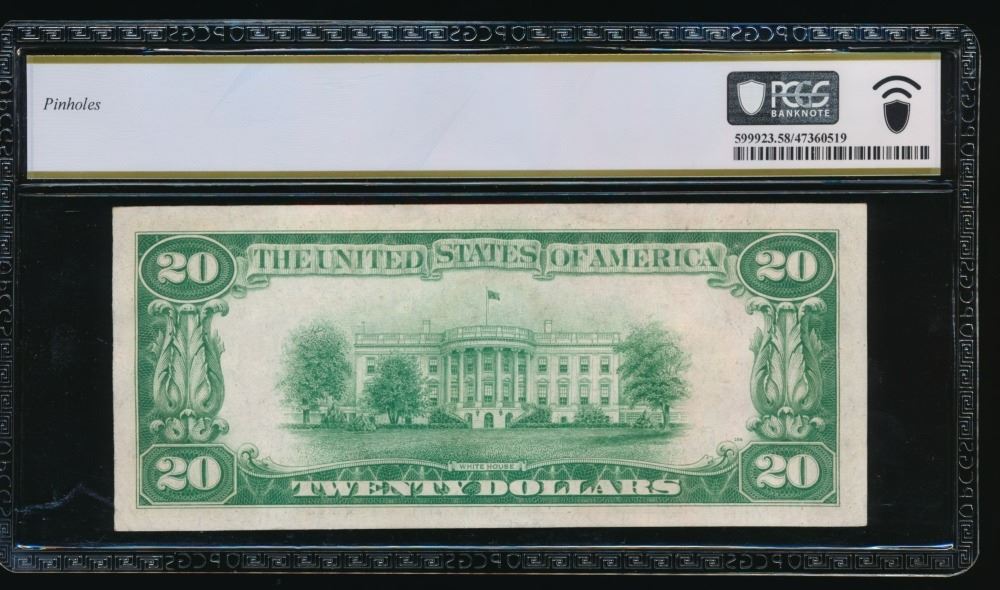 Pinholes
PCGS
BANKNOTE
599923.58/47360519
20 THE UNITED STATES OF AMERICA 20
WHITE HOUSE
20 TWENTY DOLLARS 20